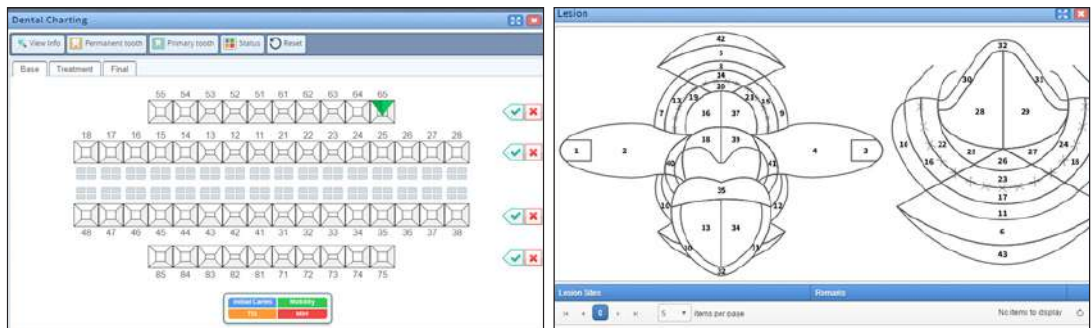 Dental Charting
View Info Permanent tooth Primary tooth Status Reset
Base Treatment Final
55 54 53 52 51 61 62 63 64 65
18 17 16 15 14 13 12 11 21 22 23 24 25 26 27 28
48 47 46 45 44 43 42 41 31 32 33 34 35 36 37 38
85 84 83 82 81 71 72 73 74 75
Initial Caries Mobility
Lesion
42
5
14
20
13 19 21 15
7 16 37 9
18 39
1 2 4 3
40 41
35
10 12
13 34
32
32
30 31
28 29
10 22 24
16 27 18
26
23
17
11
6
43
Lesion Sites Remarks
0 5 items per page No items to display